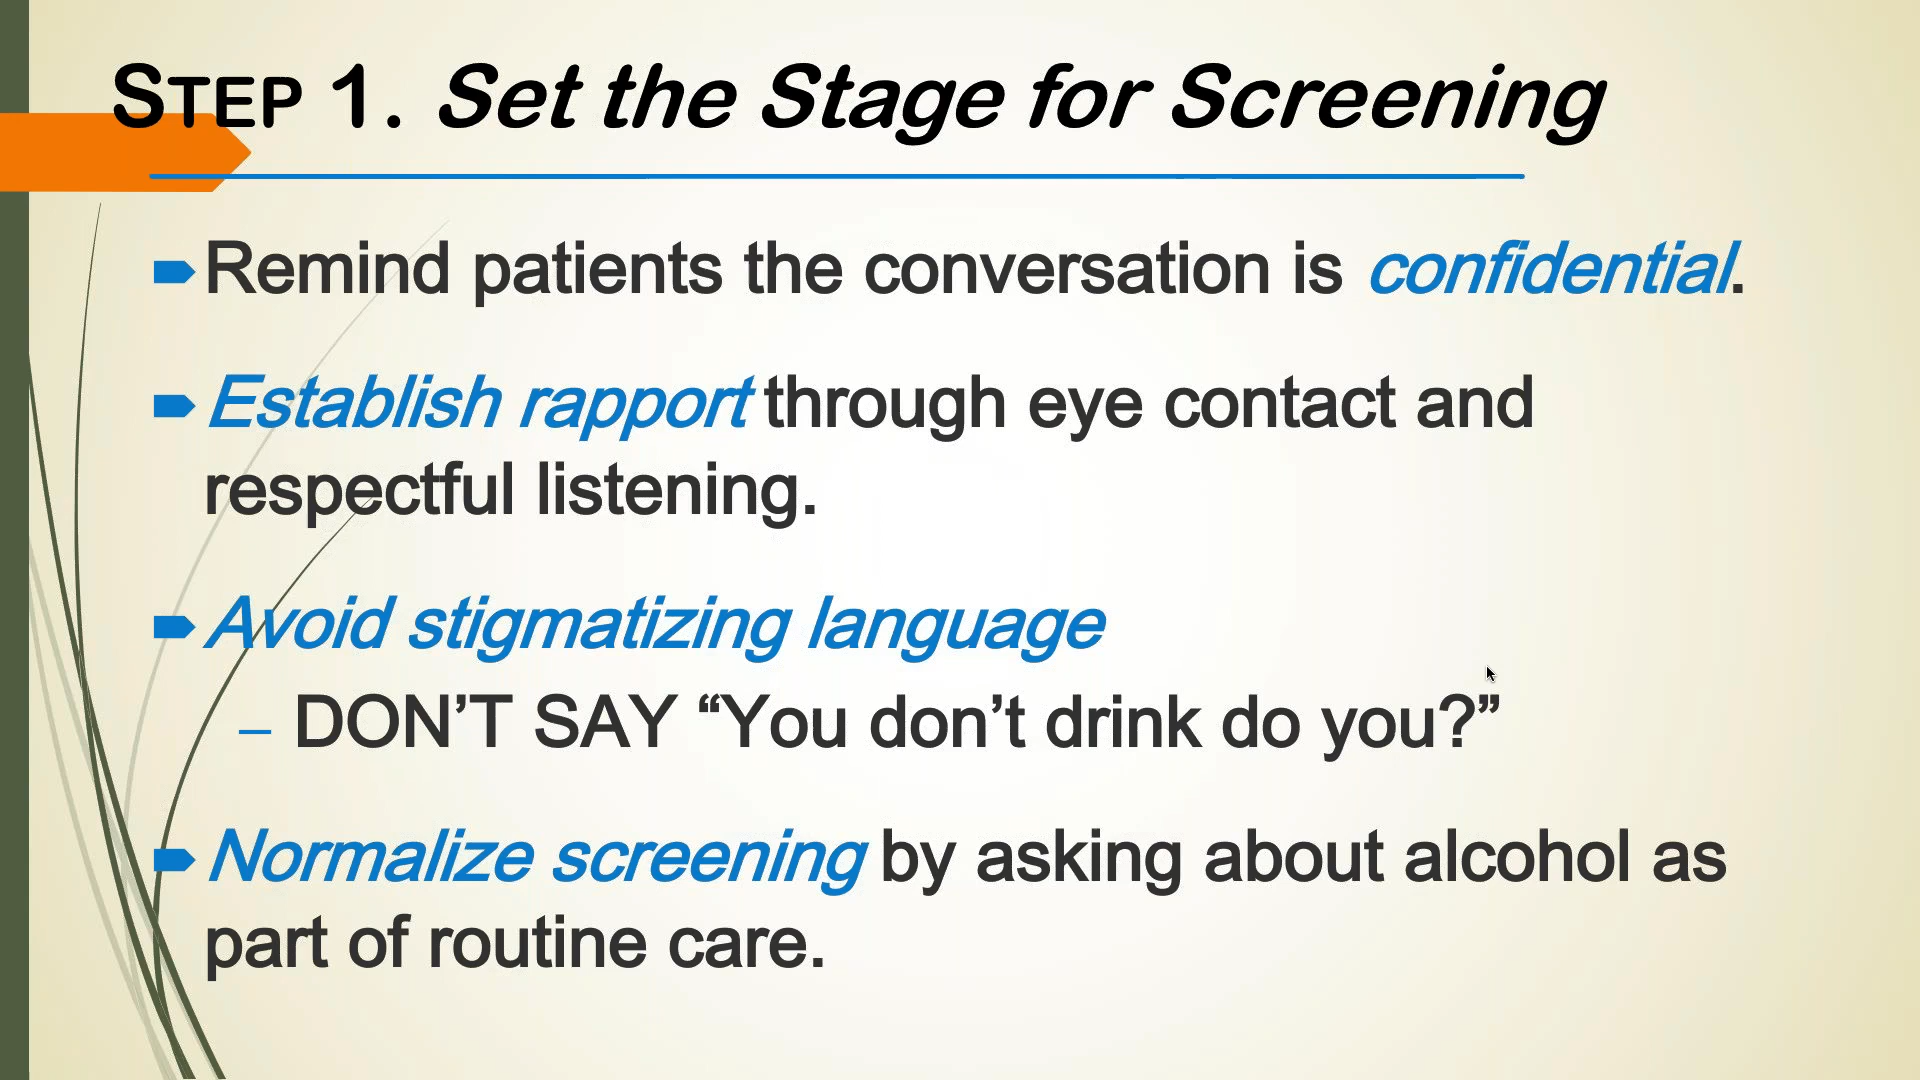 STEP 1. Set the Stage for Screening
Remind patients the conversation is confidential.
Establish rapport through eye contact and
respectful listening.
Avoid stigmatizing language
– DON’T SAY “You don’t drink do you?”
Normalize screening by asking about alcohol as
part of routine care.